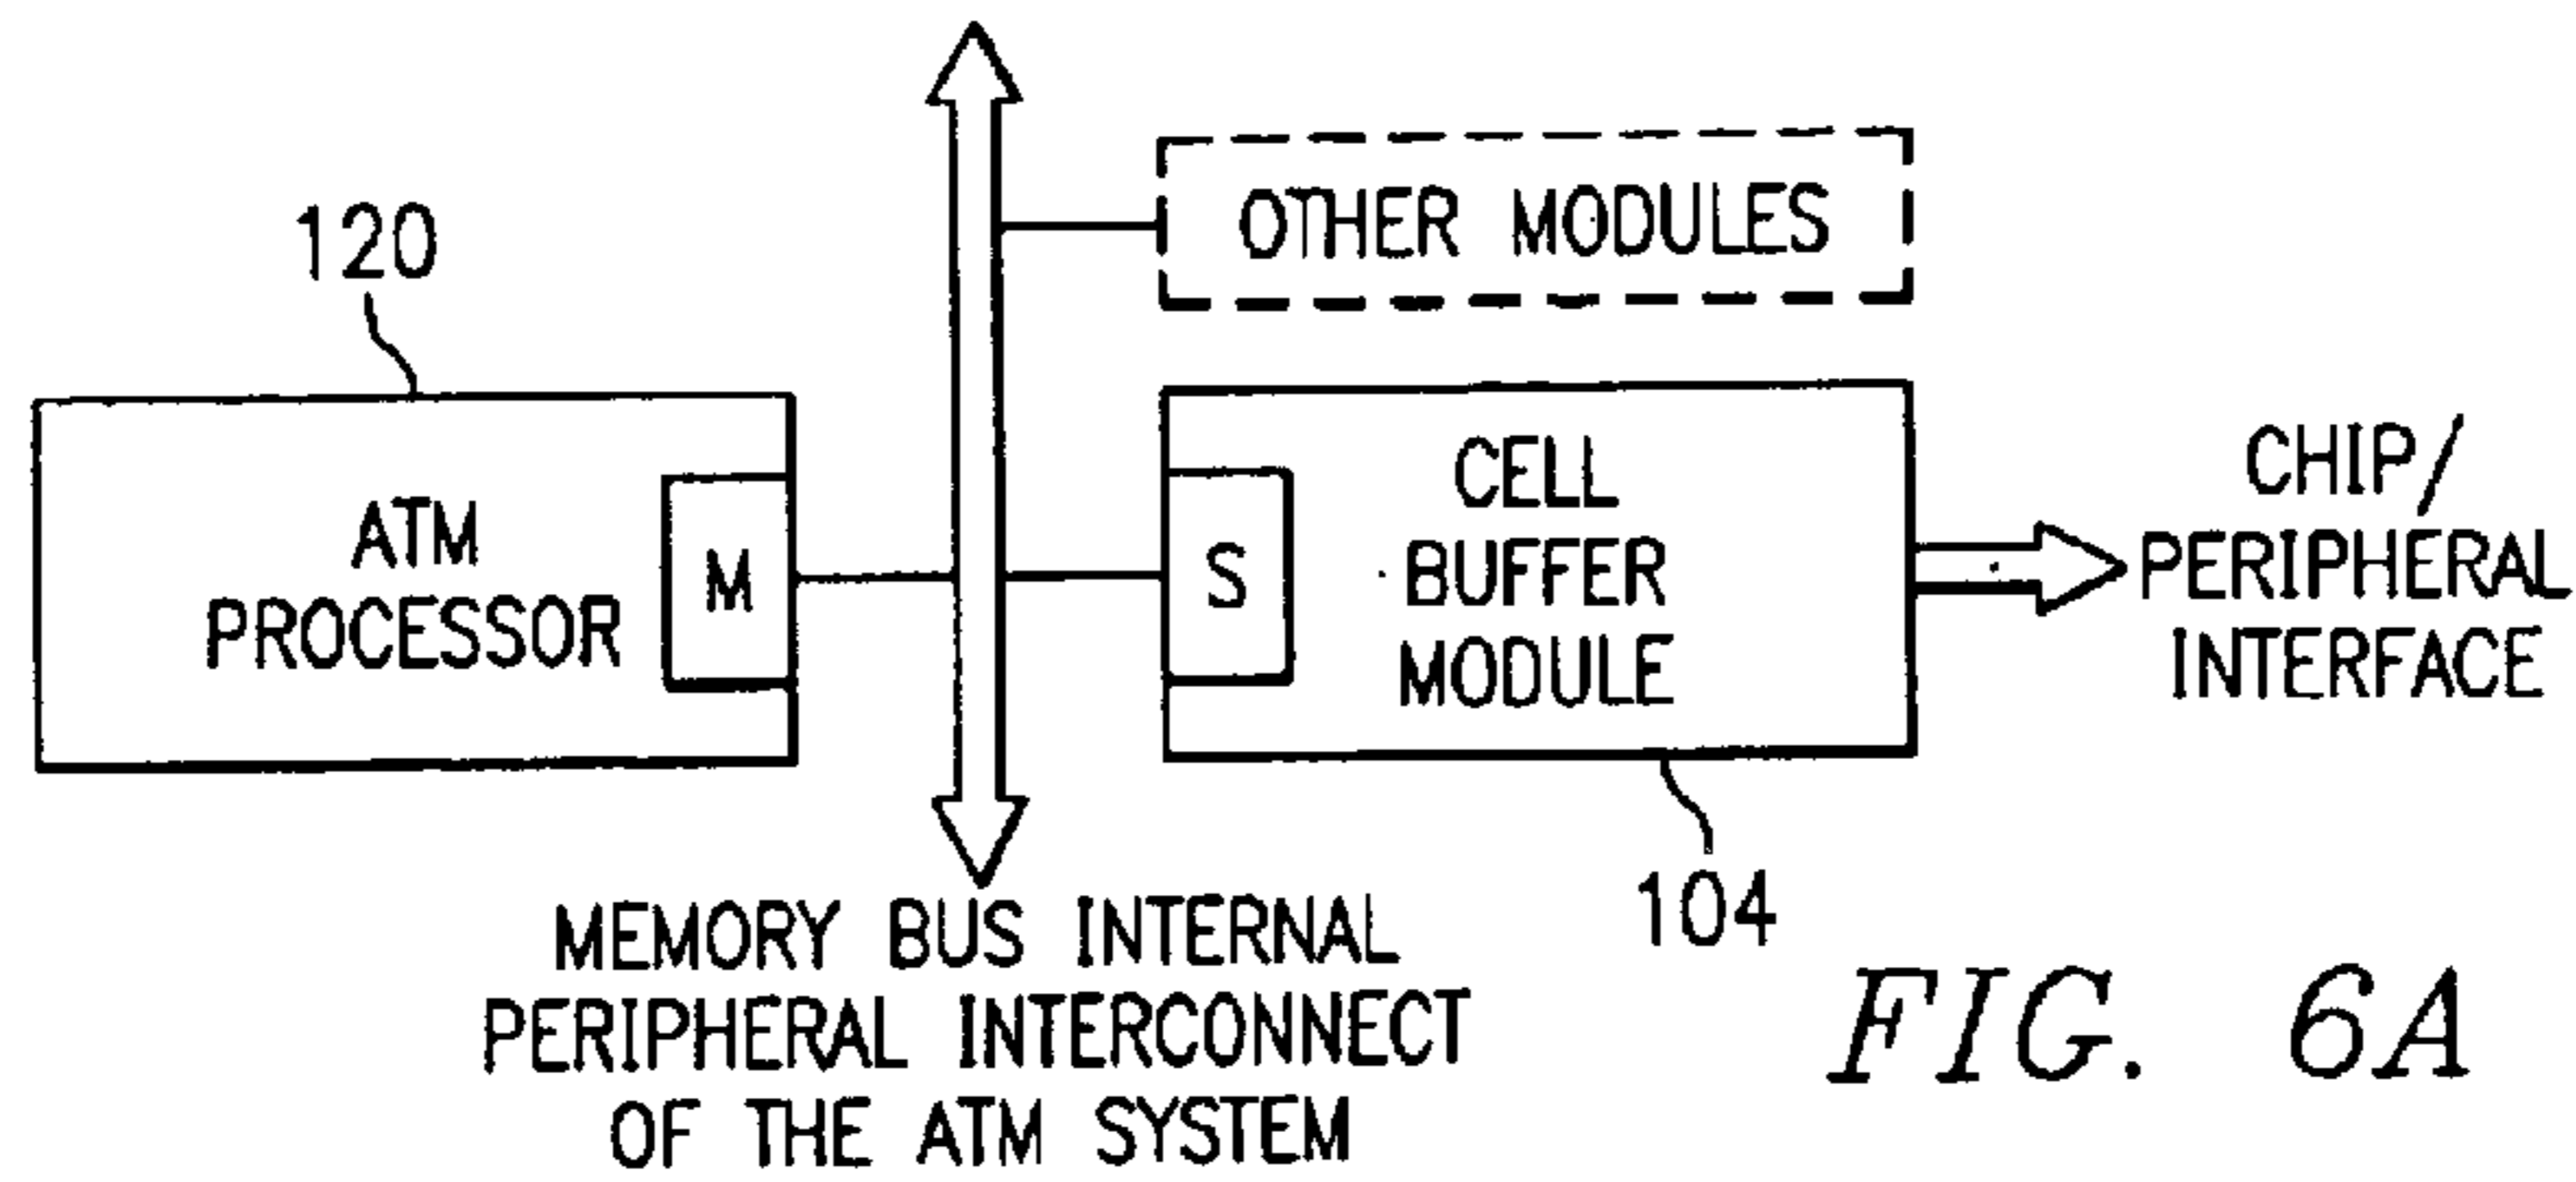 120
OTHER MODULES
ATM
PROCESSOR
M
S
CELL
BUFFER
MODULE
CHIP/
PERIPHERAL
INTERFACE
104
MEMORY BUS INTERNAL
PERIPHERAL INTERCONNECT
OF THE ATM SYSTEM
FIG. 6A